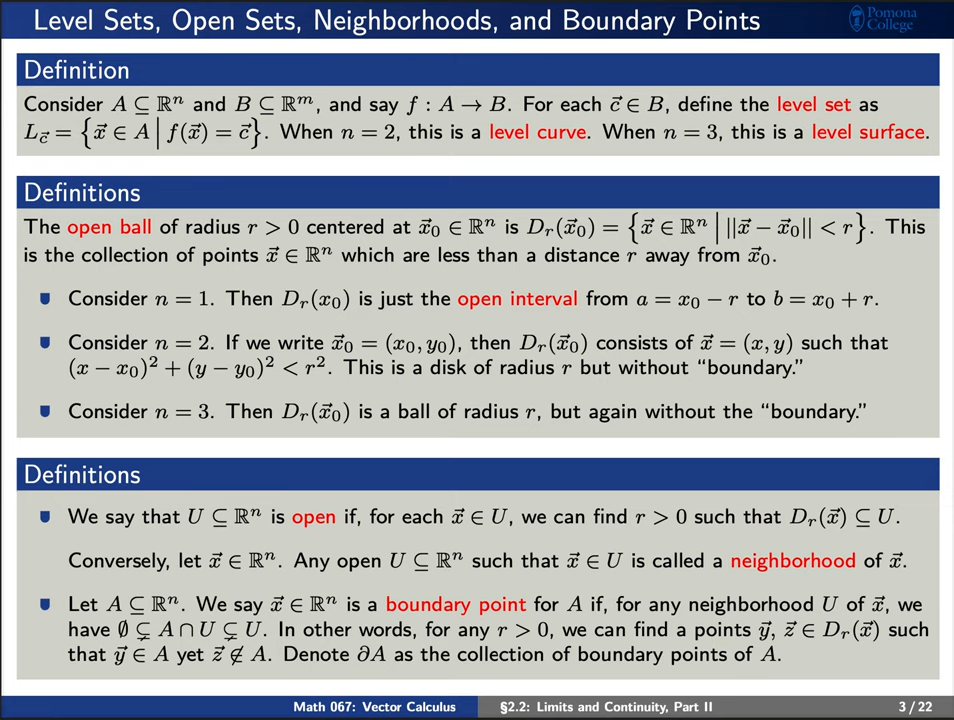 Level Sets, Open Sets, Neighborhoods, and Boundary Points
Pomona
College
Definition
Consider A ⊆ ℝⁿ and B ⊆ ℝᵐ, and say f : A → B. For each c⃗ ∈ B, define the level set as
L_c⃗ = {x⃗ ∈ A | f(x⃗) = c⃗}. When n = 2, this is a level curve. When n = 3, this is a level surface.
Definitions
The open ball of radius r > 0 centered at x⃗₀ ∈ ℝⁿ is Dᵣ(x⃗₀) = {x⃗ ∈ ℝⁿ | ||x⃗ − x⃗₀|| < r}. This
is the collection of points x⃗ ∈ ℝⁿ which are less than a distance r away from x⃗₀.
Consider n = 1. Then Dᵣ(x₀) is just the open interval from a = x₀ − r to b = x₀ + r.
Consider n = 2. If we write x⃗₀ = (x₀, y₀), then Dᵣ(x⃗₀) consists of x⃗ = (x, y) such that
(x − x₀)² + (y − y₀)² < r². This is a disk of radius r but without “boundary.”
Consider n = 3. Then Dᵣ(x⃗₀) is a ball of radius r, but again without the “boundary.”
Definitions
We say that U ⊆ ℝⁿ is open if, for each x⃗ ∈ U, we can find r > 0 such that Dᵣ(x⃗) ⊆ U.
Conversely, let x⃗ ∈ ℝⁿ. Any open U ⊆ ℝⁿ such that x⃗ ∈ U is called a neighborhood of x⃗.
Let A ⊆ ℝⁿ. We say x⃗ ∈ ℝⁿ is a boundary point for A if, for any neighborhood U of x⃗, we
have ∅ ⊊ A ∩ U ⊊ U. In other words, for any r > 0, we can find a points y⃗, z⃗ ∈ Dᵣ(x⃗) such
that y⃗ ∈ A yet z⃗ ∉ A. Denote ∂A as the collection of boundary points of A.
Math 067: Vector Calculus §2.2: Limits and Continuity, Part II 3 / 22